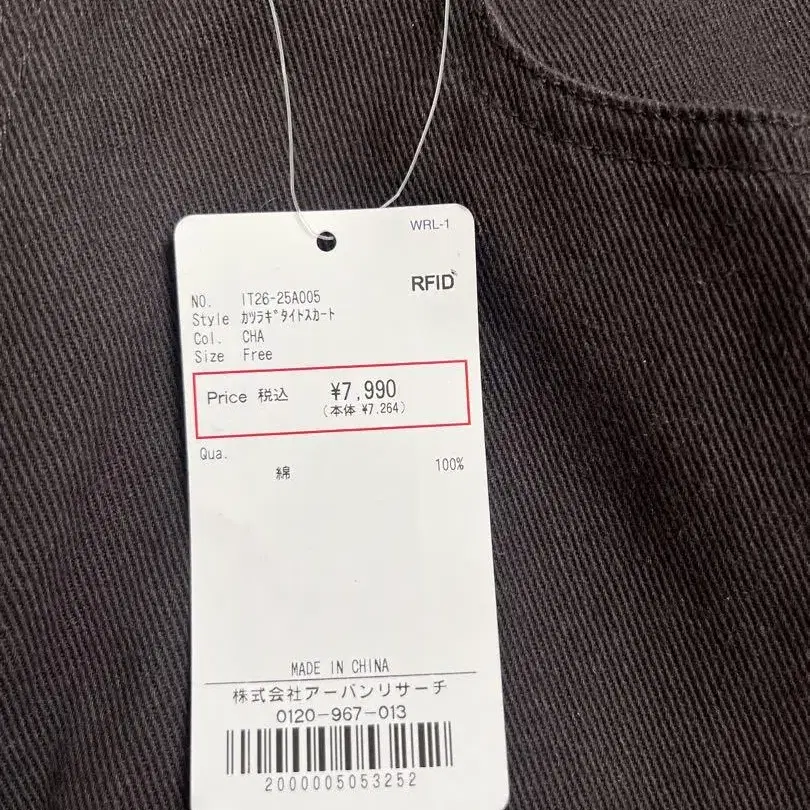 WRL-1
RFID
NO. IT26-25A005
Style ｶﾂﾗｷﾞﾀｲﾄｽｶｰﾄ
Col. CHA
Size Free
Price 税込 ¥7,990
(本体 ¥7.264)
Qua.
綿 100%
MADE IN CHINA
株式会社アーバンリサーチ
0120-967-013
2000005053252